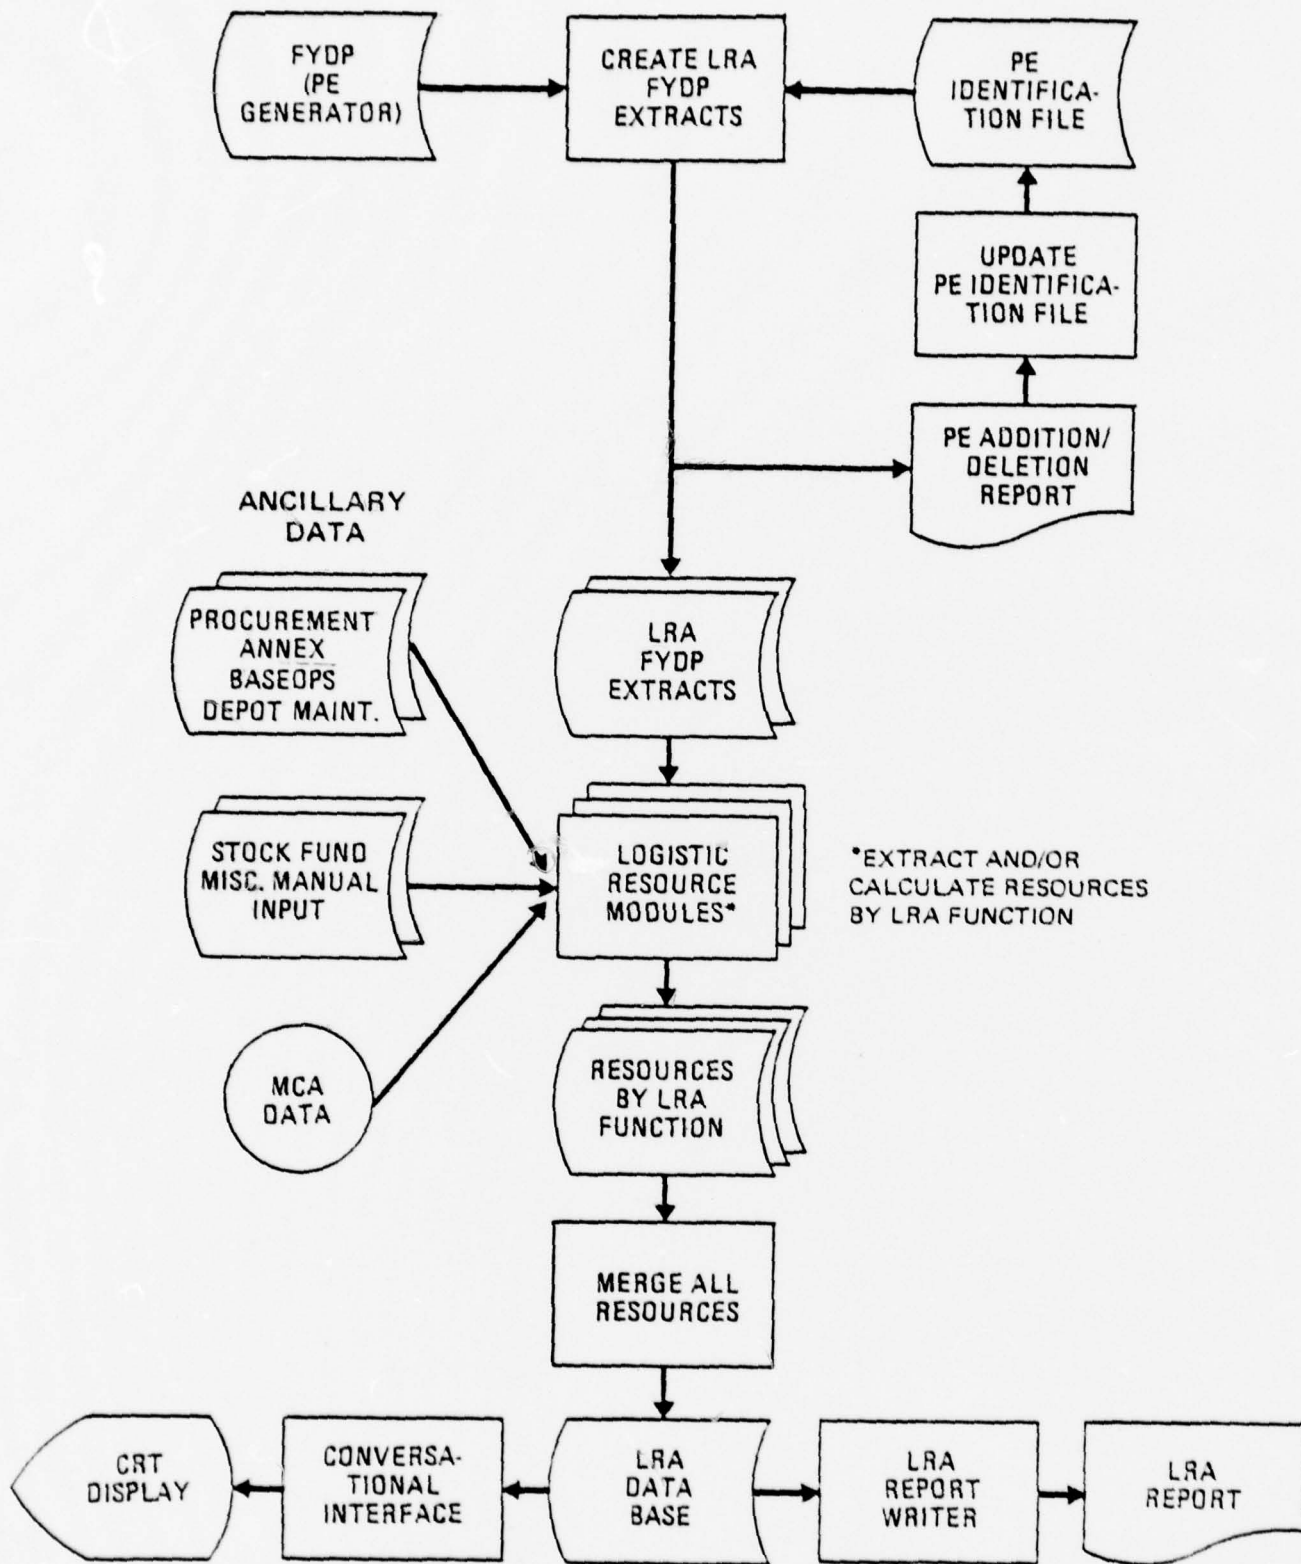 FYDP
(PE
GENERATOR)
CREATE LRA
FYDP
EXTRACTS
PE
IDENTIFICA-
TION FILE
UPDATE
PE IDENTIFICA-
TION FILE
PE ADDITION/
DELETION
REPORT
ANCILLARY
DATA
PROCUREMENT
ANNEX
BASEOPS
DEPOT MAINT.
LRA
FYDP
EXTRACTS
STOCK FUND
MISC. MANUAL
INPUT
LOGISTIC
RESOURCE
MODULES*
*EXTRACT AND/OR
CALCULATE RESOURCES
BY LRA FUNCTION
MCA
DATA
RESOURCES
BY LRA
FUNCTION
MERGE ALL
RESOURCES
CRT
DISPLAY
CONVERSA-
TIONAL
INTERFACE
LRA
DATA
BASE
LRA
REPORT
WRITER
LRA
REPORT